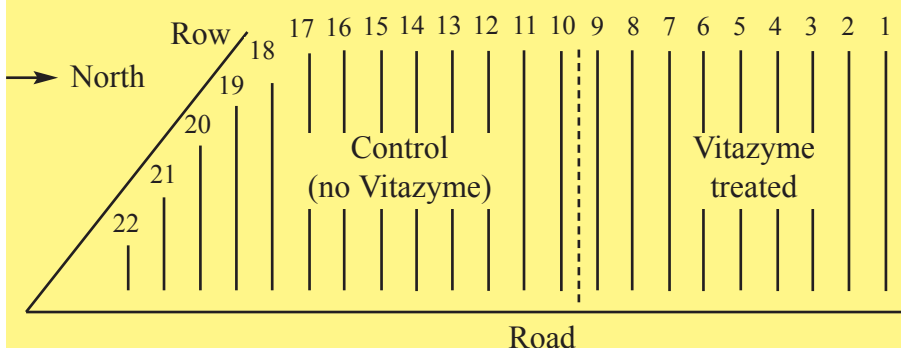 Row
18 17 16 15 14 13 12 11 10 9 8 7 6 5 4 3 2 1
North
19
20
21
22
Control
(no Vitazyme)
Vitazyme
treated
Road